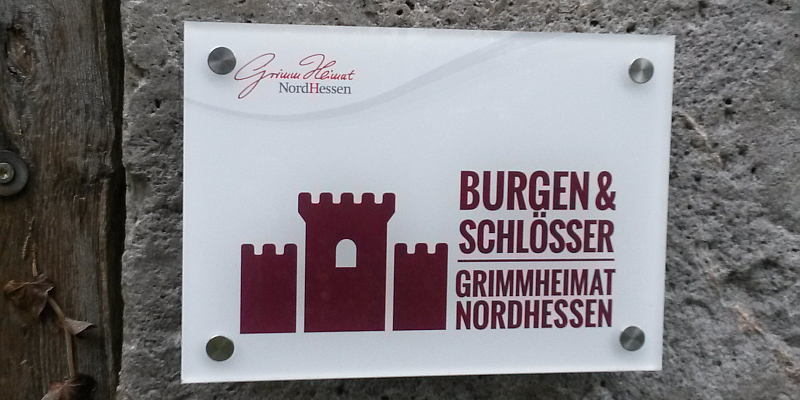 Grimm Heimat
NordHessen
BURGEN &
SCHLÖSSER
GRIMMHEIMAT
NORDHESSEN